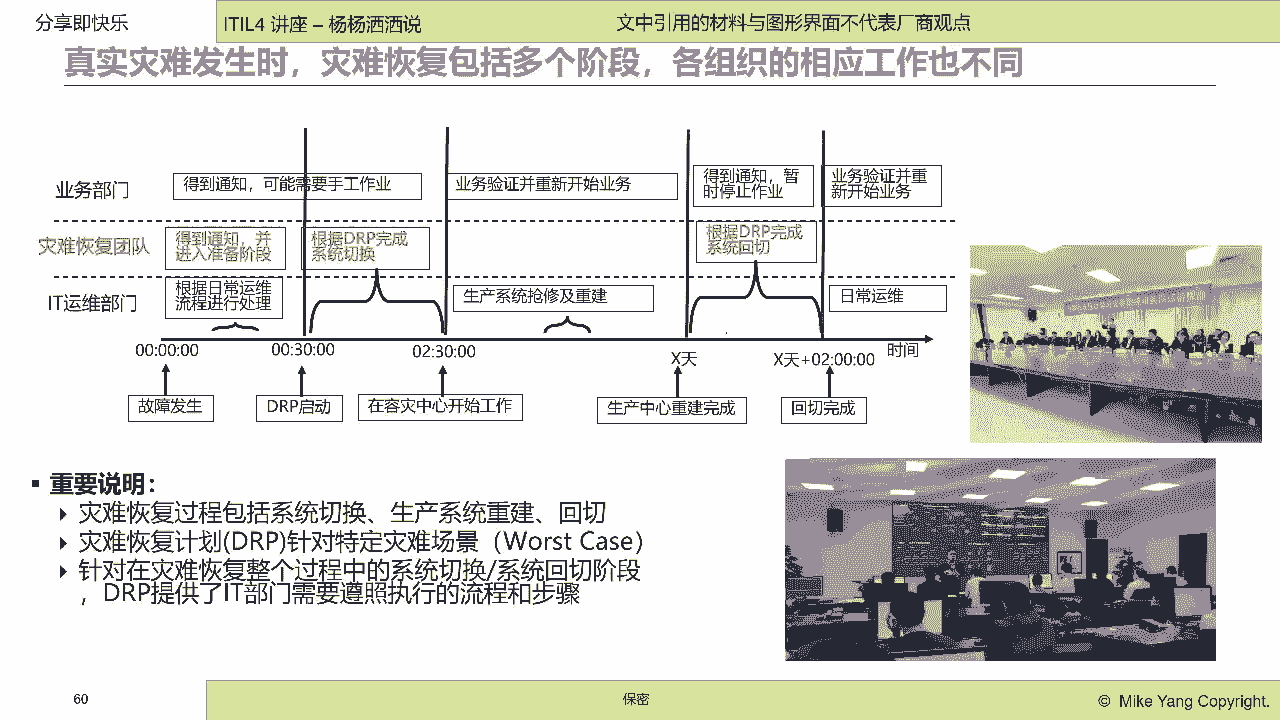 分享即快乐
ITIL4 讲座 – 杨杨洒洒说
文中引用的材料与图形界面不代表厂商观点
真实灾难发生时，灾难恢复包括多个阶段，各组织的相应工作也不同
业务部门
得到通知，可能需要手工作业
业务验证并重新开始业务
得到通知，暂
时停止作业
业务验证并重
新开始业务
灾难恢复团队
得到通知，并
进入准备阶段
根据DRP完成
系统切换
根据DRP完成
系统回切
IT运维部门
根据日常运维
流程进行处理
生产系统抢修及重建
日常运维
00:00:00
00:30:00
02:30:00
X天
X天+02:00:00
时间
故障发生
DRP启动
在容灾中心开始工作
生产中心重建完成
回切完成
▪ 重要说明：
灾难恢复过程包括系统切换、生产系统重建、回切
灾难恢复计划(DRP)针对特定灾难场景（Worst Case）
针对在灾难恢复整个过程中的系统切换/系统回切阶段
，DRP提供了IT部门需要遵照执行的流程和步骤
60
保密
© Mike Yang Copyright.